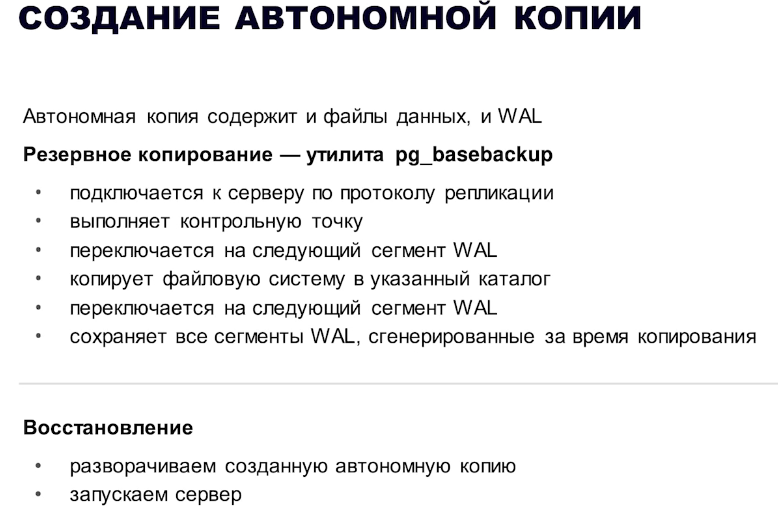 СОЗДАНИЕ АВТОНОМНОЙ КОПИИ
Автономная копия содержит и файлы данных, и WAL
Резервное копирование — утилита pg_basebackup
• подключается к серверу по протоколу репликации
• выполняет контрольную точку
• переключается на следующий сегмент WAL
• копирует файловую систему в указанный каталог
• переключается на следующий сегмент WAL
• сохраняет все сегменты WAL, сгенерированные за время копирования
Восстановление
• разворачиваем созданную автономную копию
• запускаем сервер